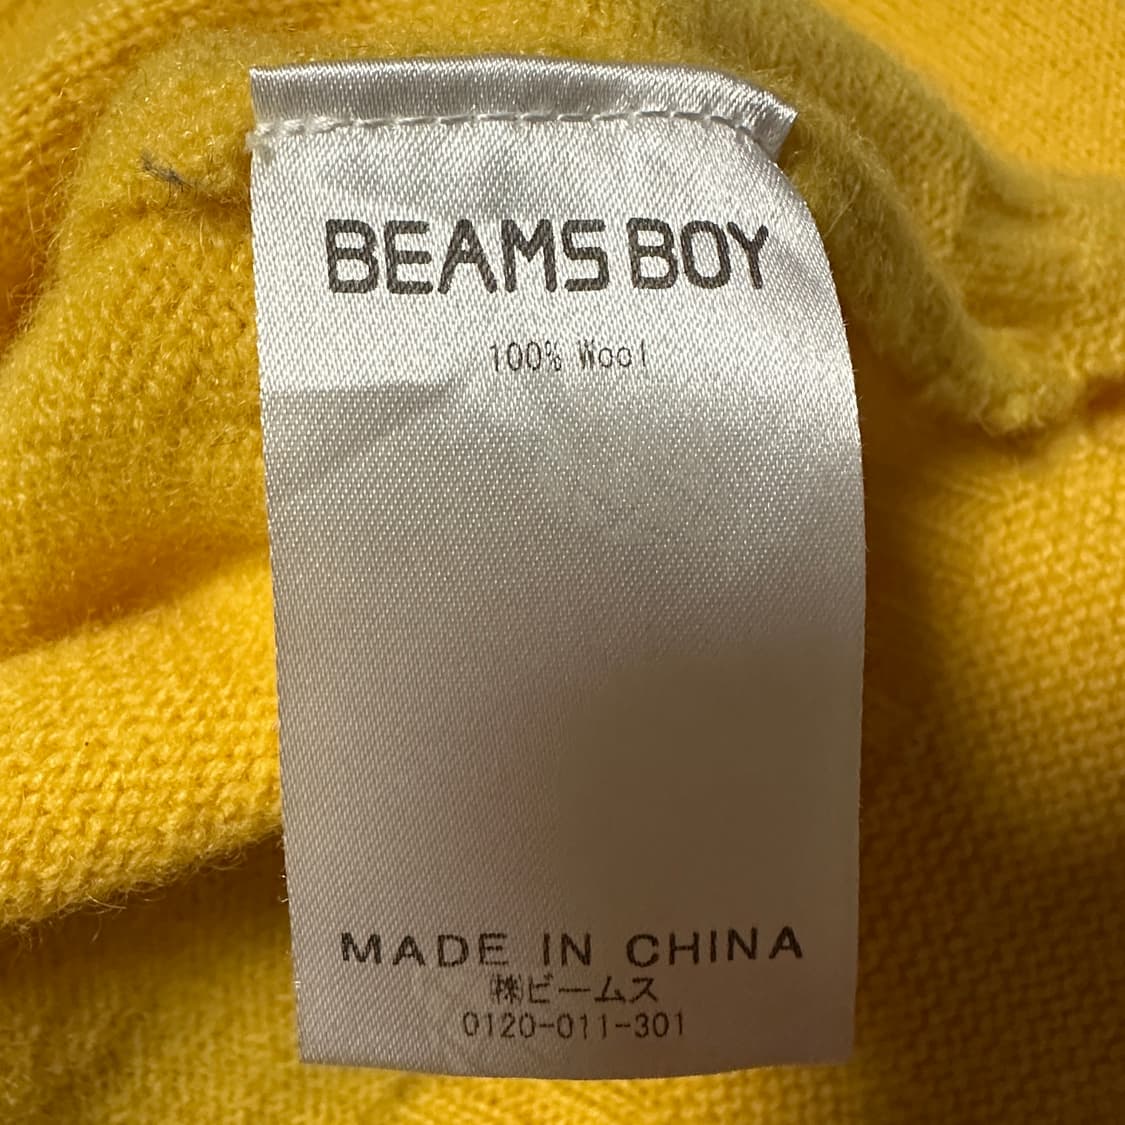 BEAMS BOY
100% Wool
MADE IN CHINA
㈱ビームス
0120-011-301